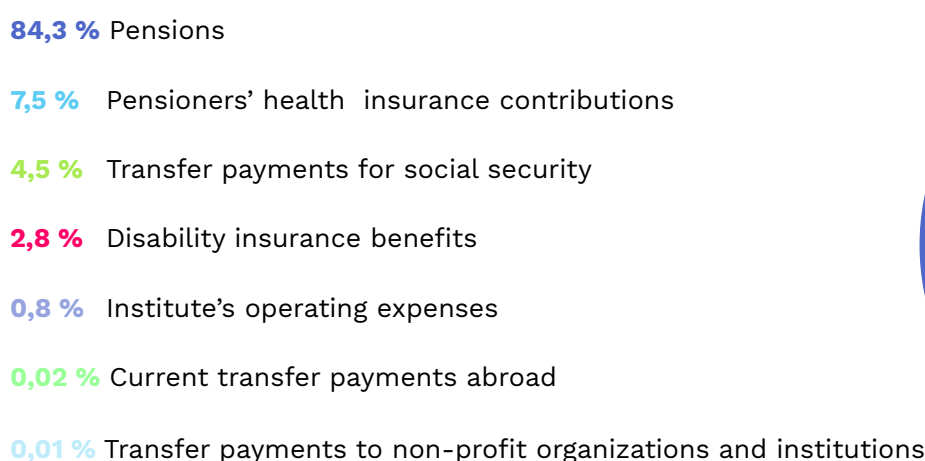 84,3 % Pensions
7,5 % Pensioners’ health insurance contributions
4,5 % Transfer payments for social security
2,8 % Disability insurance benefits
0,8 % Institute’s operating expenses
0,02 % Current transfer payments abroad
0,01 % Transfer payments to non-profit organizations and institutions